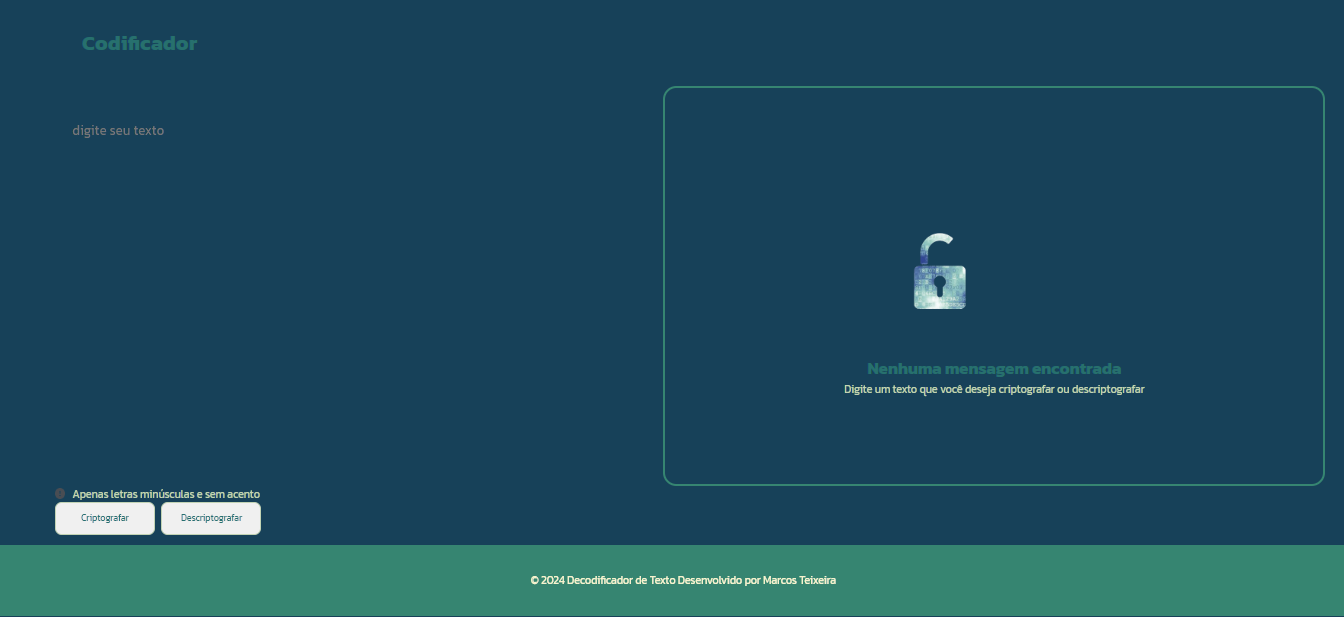 Codificador
digite seu texto
Nenhuma mensagem encontrada
Digite um texto que você deseja criptografar ou descriptografar
Apenas letras minúsculas e sem acento
Criptografar
Descriptografar
© 2024 Decodificador de Texto Desenvolvido por Marcos Teixeira